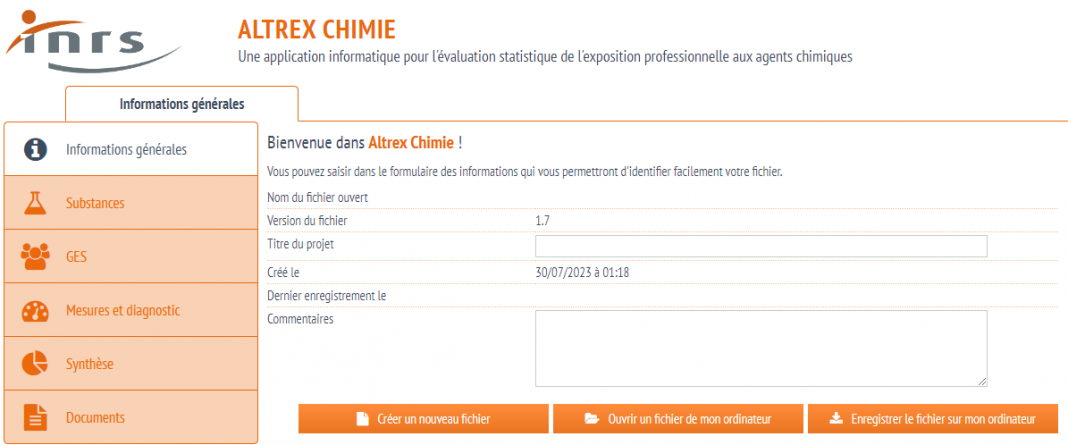 inrs
ALTREX CHIMIE
Une application informatique pour l'évaluation statistique de l'exposition professionnelle aux agents chimiques
Informations générales
Informations générales
Substances
GES
Mesures et diagnostic
Synthèse
Documents
Bienvenue dans Altrex Chimie !
Vous pouvez saisir dans le formulaire des informations qui vous permettront d'identifier facilement votre fichier.
Nom du fichier ouvert
Version du fichier 1.7
Titre du projet
Créé le 30/07/2023 à 01:18
Dernier enregistrement le
Commentaires
Créer un nouveau fichier Ouvrir un fichier de mon ordinateur Enregistrer le fichier sur mon ordinateur